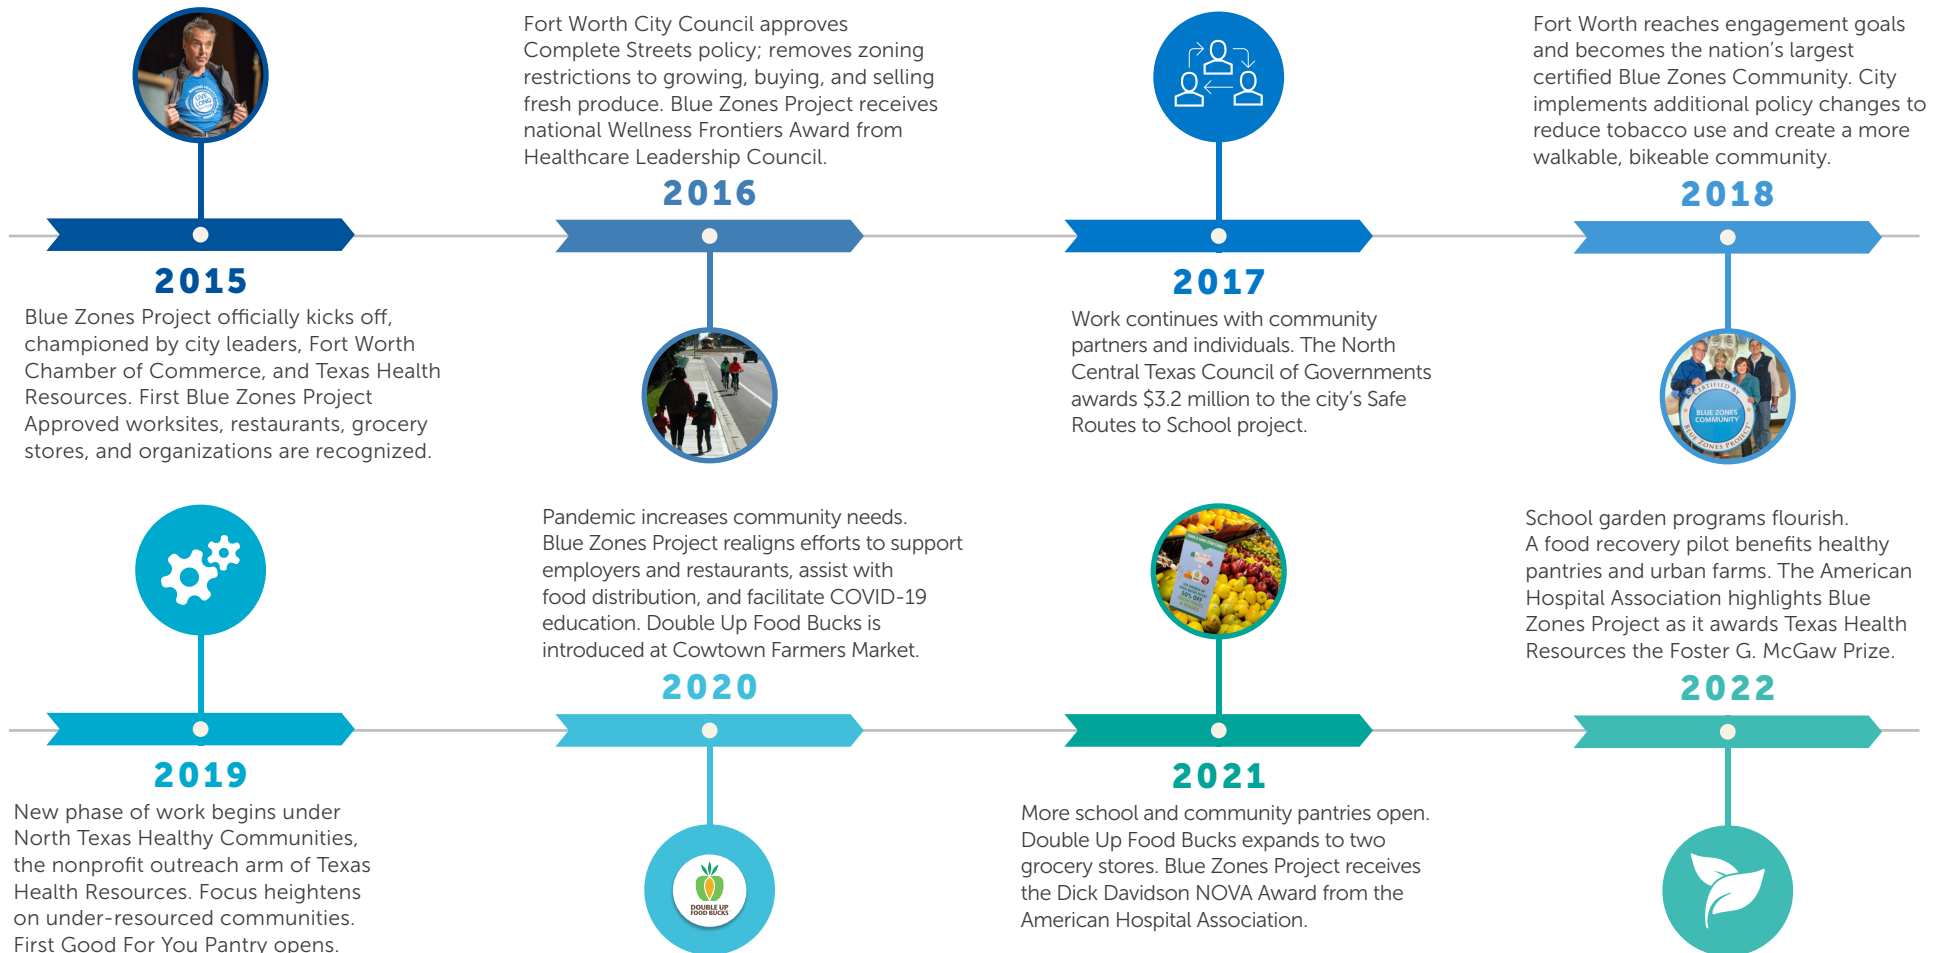 Fort Worth City Council approves
Complete Streets policy; removes zoning
restrictions to growing, buying, and selling
fresh produce. Blue Zones Project receives
national Wellness Frontiers Award from
Healthcare Leadership Council.
2016
Fort Worth reaches engagement goals
and becomes the nation’s largest
certified Blue Zones Community. City
implements additional policy changes to
reduce tobacco use and create a more
walkable, bikeable community.
2018
2015
Blue Zones Project officially kicks off,
championed by city leaders, Fort Worth
Chamber of Commerce, and Texas Health
Resources. First Blue Zones Project
Approved worksites, restaurants, grocery
stores, and organizations are recognized.
2017
Work continues with community
partners and individuals. The North
Central Texas Council of Governments
awards $3.2 million to the city’s Safe
Routes to School project.
LIVE
LONG
CERTIFIED BY
BLUE ZONES
COMMUNITY
BLUE ZONES PROJECT
Pandemic increases community needs.
Blue Zones Project realigns efforts to support
employers and restaurants, assist with
food distribution, and facilitate COVID-19
education. Double Up Food Bucks is
introduced at Cowtown Farmers Market.
2020
School garden programs flourish.
A food recovery pilot benefits healthy
pantries and urban farms. The American
Hospital Association highlights Blue
Zones Project as it awards Texas Health
Resources the Foster G. McGaw Prize.
2022
50% OFF
2019
New phase of work begins under
North Texas Healthy Communities,
the nonprofit outreach arm of Texas
Health Resources. Focus heightens
on under-resourced communities.
First Good For You Pantry opens.
DOUBLE UP
FOOD BUCKS
2021
More school and community pantries open.
Double Up Food Bucks expands to two
grocery stores. Blue Zones Project receives
the Dick Davidson NOVA Award from the
American Hospital Association.